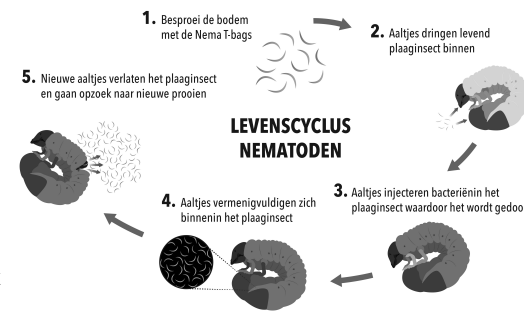 1. Besproei de bodem
met de Nema T-bags
2. Aaltjes dringen levend
plaaginsect binnen
5. Nieuwe aaltjes verlaten het plaaginsect
en gaan opzoek naar nieuwe prooien
LEVENSCYCLUS
NEMATODEN
4. Aaltjes vermenigvuldigen zich
binnenin het plaaginsect
3. Aaltjes injecteren bacteriënin het
plaaginsect waardoor het wordt gedoo